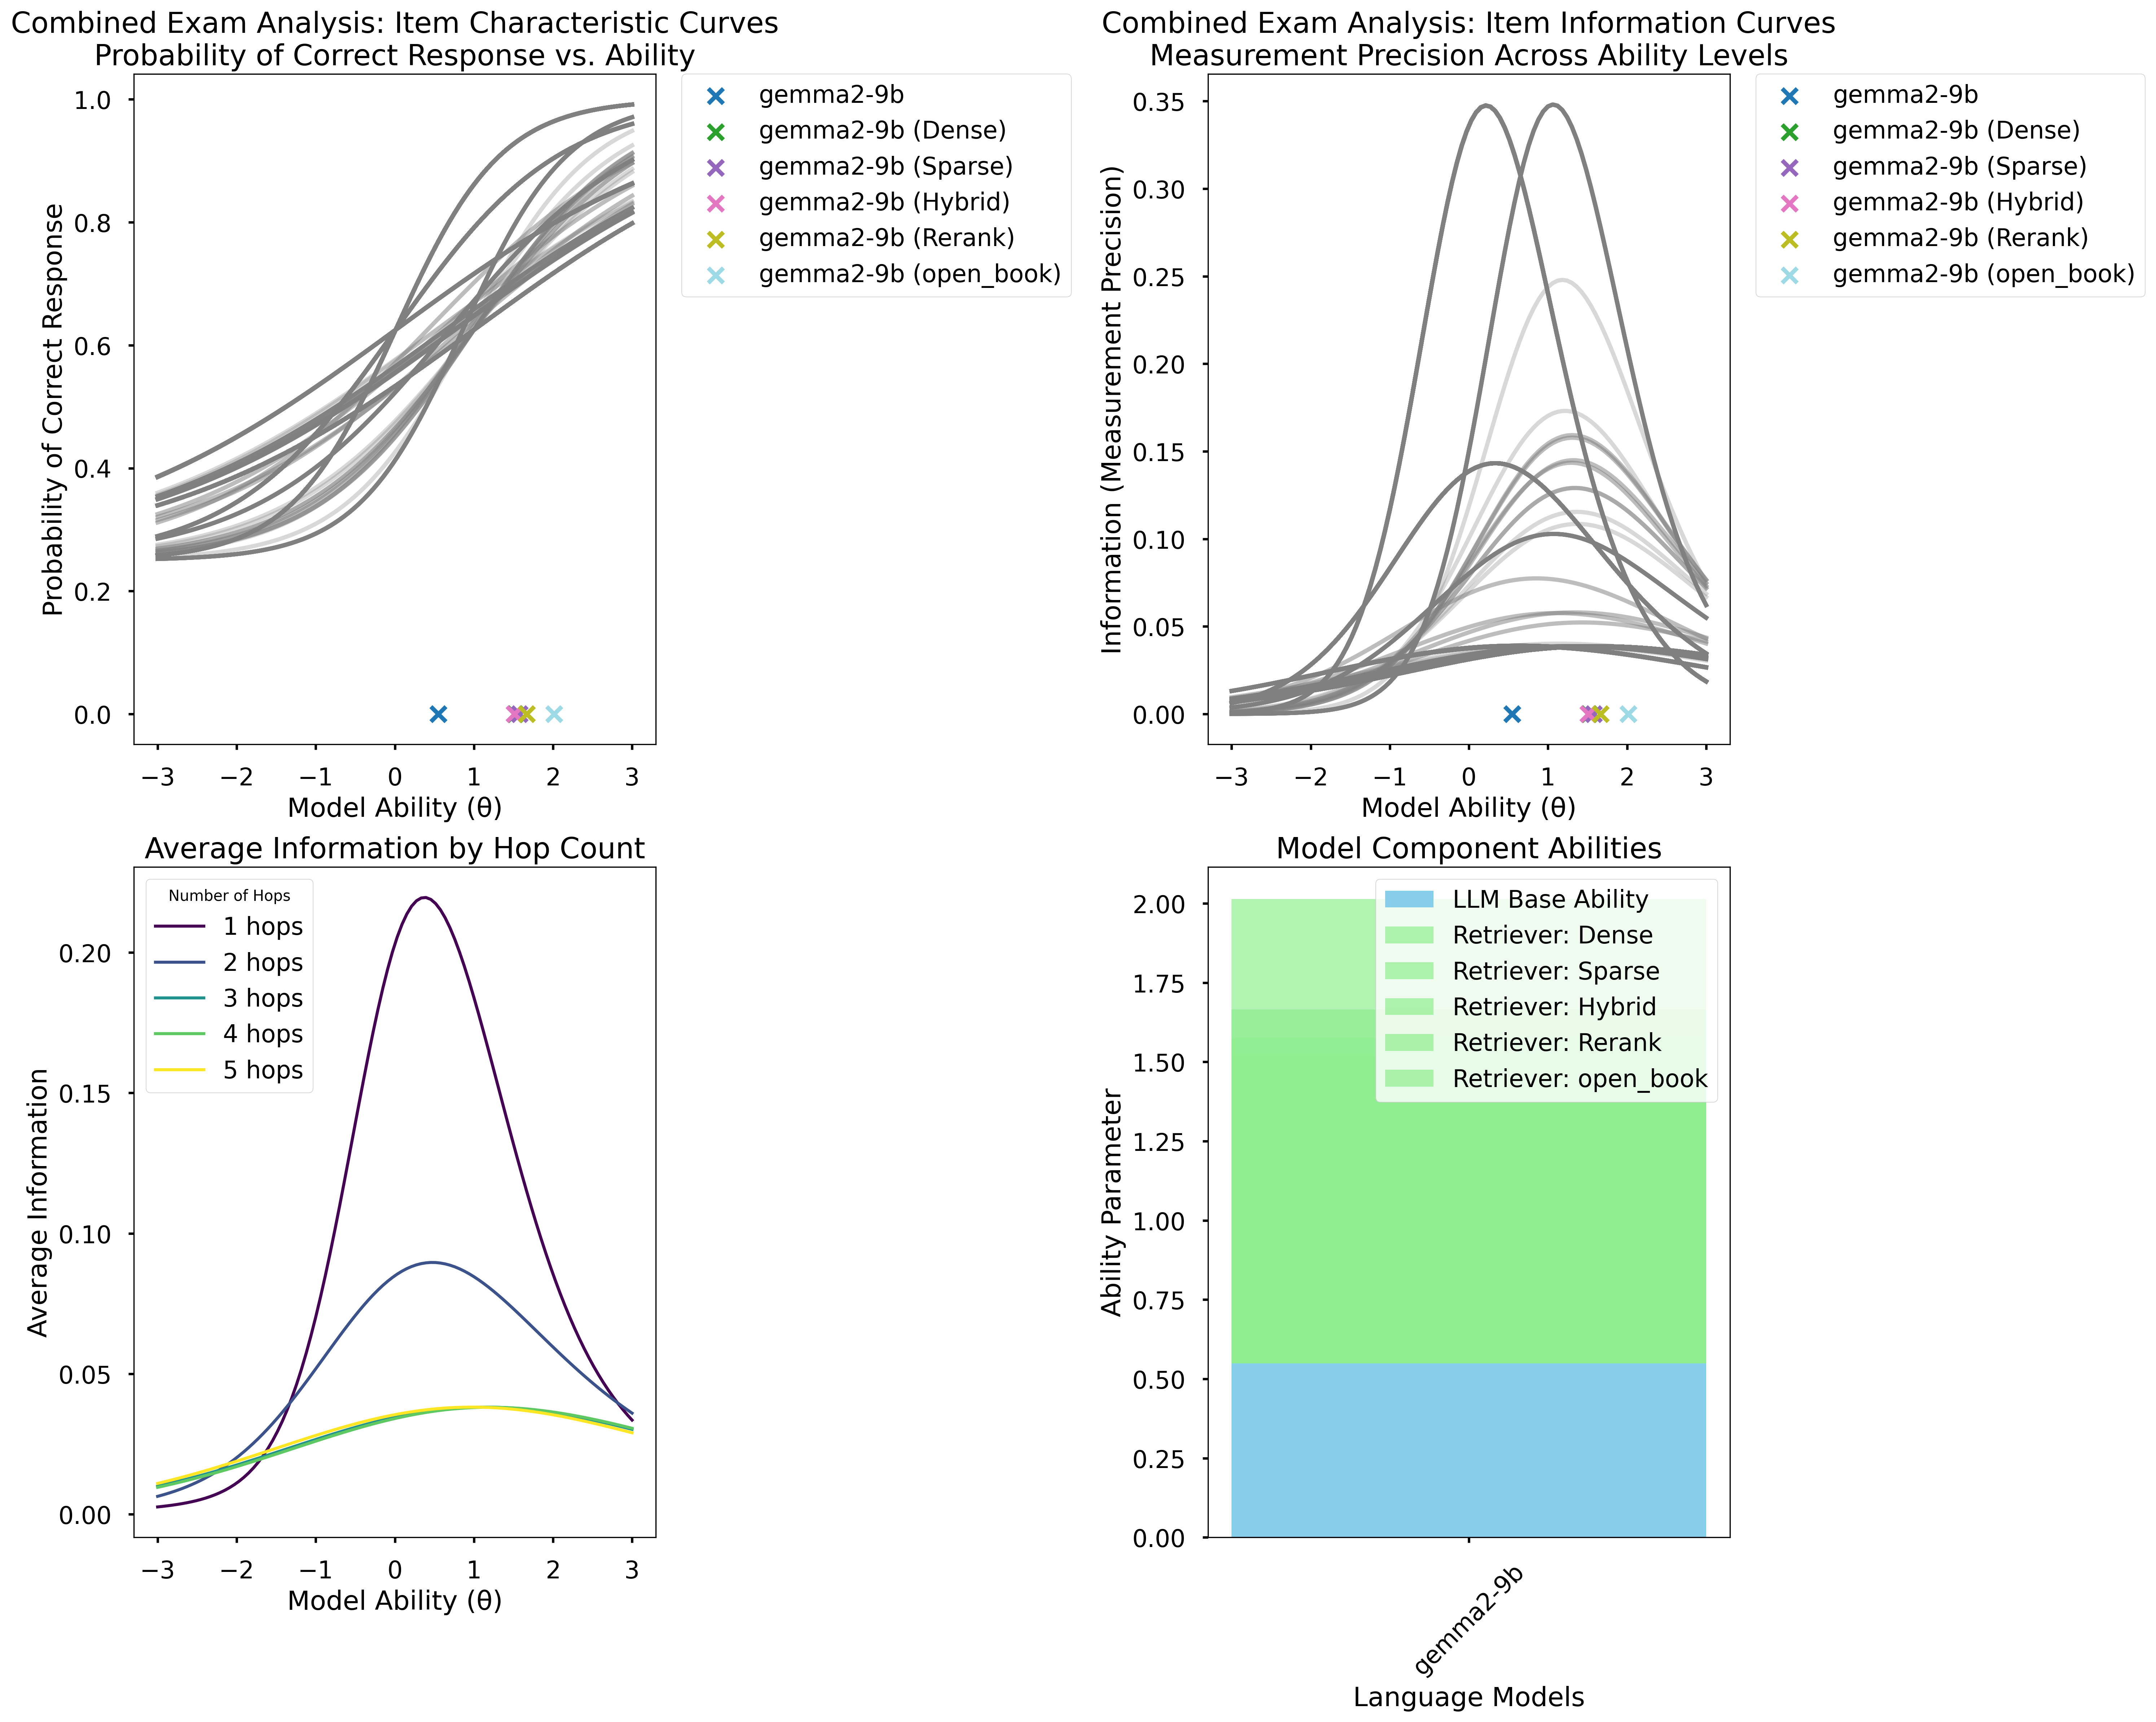 Combined Exam Analysis: Item Characteristic Curves
Probability of Correct Response vs. Ability
Probability of Correct Response
1.0
0.8
0.6
0.4
0.2
0.0
−3
−2
−1
0
1
2
3
Model Ability (θ)
gemma2-9b
gemma2-9b (Dense)
gemma2-9b (Sparse)
gemma2-9b (Hybrid)
gemma2-9b (Rerank)
gemma2-9b (open_book)
Combined Exam Analysis: Item Information Curves
Measurement Precision Across Ability Levels
Information (Measurement Precision)
0.35
0.30
0.25
0.20
0.15
0.10
0.05
0.00
−3
−2
−1
0
1
2
3
Model Ability (θ)
gemma2-9b
gemma2-9b (Dense)
gemma2-9b (Sparse)
gemma2-9b (Hybrid)
gemma2-9b (Rerank)
gemma2-9b (open_book)
Average Information by Hop Count
Average Information
Number of Hops
1 hops
2 hops
3 hops
4 hops
5 hops
0.20
0.15
0.10
0.05
0.00
−3
−2
−1
0
1
2
3
Model Ability (θ)
Model Component Abilities
Ability Parameter
2.00
1.75
1.50
1.25
1.00
0.75
0.50
0.25
0.00
LLM Base Ability
Retriever: Dense
Retriever: Sparse
Retriever: Hybrid
Retriever: Rerank
Retriever: open_book
gemma2-9b
Language Models